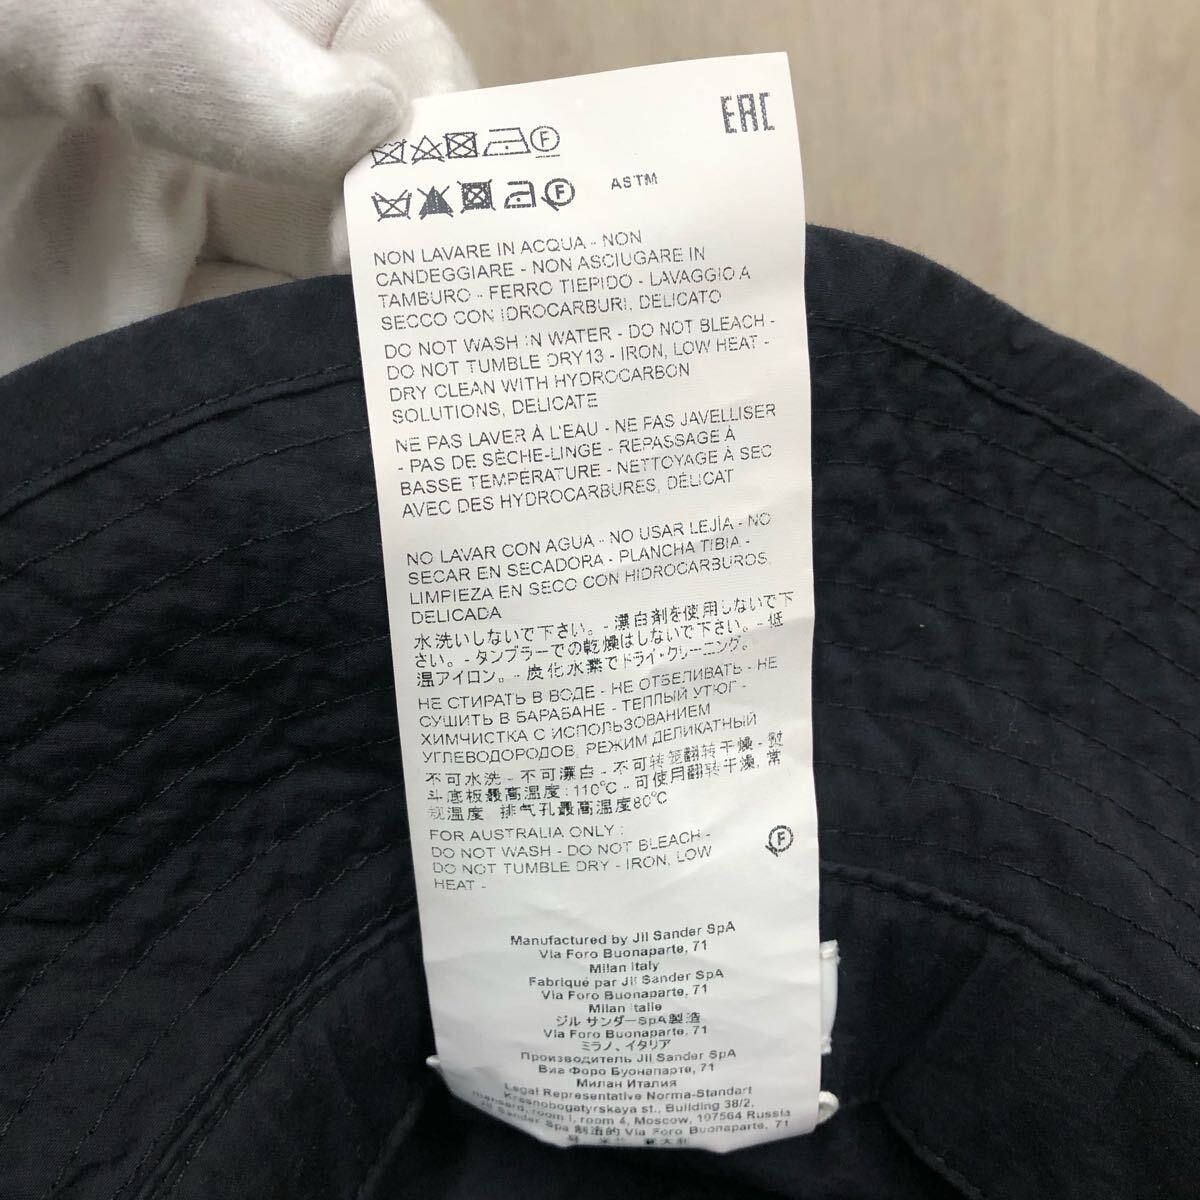 EAC
F
ASTM
F
NON LAVARE IN ACQUA - NON
CANDEGGIARE - NON ASCIUGARE IN
TAMBURO - FERRO TIEPIDO - LAVAGGIO A
SECCO CON IDROCARBURI, DELICATO
DO NOT WASH IN WATER - DO NOT BLEACH -
DO NOT TUMBLE DRY13 - IRON, LOW HEAT -
DRY CLEAN WITH HYDROCARBON
SOLUTIONS, DELICATE
NE PAS LAVER À L'EAU - NE PAS JAVELLISER
- PAS DE SÈCHE-LINGE - REPASSAGE À
BASSE TEMPÉRATURE - NETTOYAGE À SEC
AVEC DES HYDROCARBURES, DÉLICAT
NO LAVAR CON AGUA - NO USAR LEJÍA - NO
SECAR EN SECADORA - PLANCHA TIBIA -
LIMPIEZA EN SECO CON HIDROCARBUROS,
DELICADA
水洗いしないで下さい。- 漂白剤を使用しないで下
さい。- タンブラーでの乾燥はしないで下さい。- 低
温アイロン。- 炭化水素でドライ・クリーニング。
НЕ СТИРАТЬ В ВОДЕ - НЕ ОТБЕЛИВАТЬ - НЕ
СУШИТЬ В БАРАБАНЕ - ТЕПЛЫЙ УТЮГ -
ХИМЧИСТКА С ИСПОЛЬЗОВАНИЕМ
УГЛЕВОДОРОДОВ, РЕЖИМ ДЕЛИКАТНЫЙ
不可水洗 - 不可漂白 - 不可转笼翻转干燥 - 熨
斗底板最高温度:110℃ - 可使用翻转干燥, 常
规温度, 排气孔最高温度80℃
FOR AUSTRALIA ONLY :
DO NOT WASH - DO NOT BLEACH -
DO NOT TUMBLE DRY - IRON, LOW
HEAT -
F
Manufactured by Jil Sander SpA
Via Foro Buonaparte, 71
Milan Italy
Fabriqué par Jil Sander SpA
Via Foro Buonaparte, 71
Milan Italie
ジル サンダーSpA製造
Via Foro Buonaparte, 71
ミラノ、イタリア
Производитель Jil Sander SpA
Виа Форо Буонапарте, 71
Милан Италия
Legal Representative Norma-Standart
Krasnobogatyrskaya st., Building 38/2,
mansard, room I, room 4, Moscow, 107564 Russia
Jil Sander Spa 制造的 Via Foro Buonaparte, 71
号 米兰 意大利